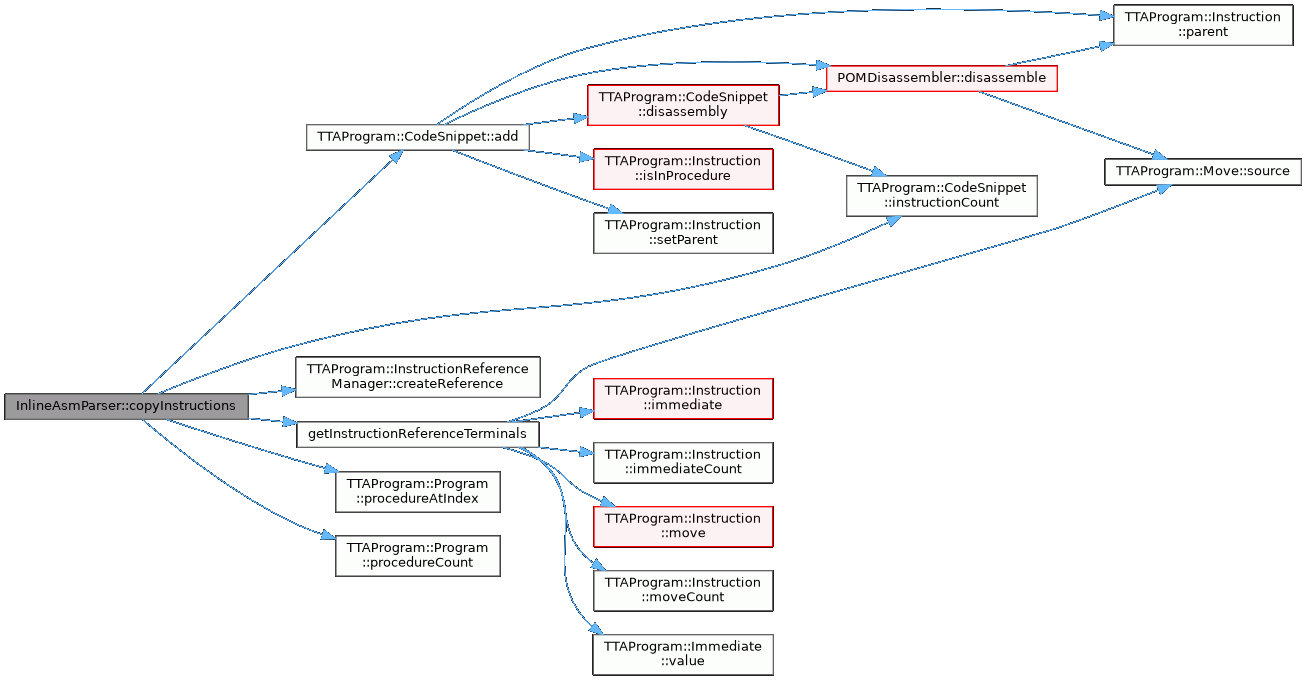 TTAProgram::Instruction
::parent
POMDisassembler::disassemble
TTAProgram::CodeSnippet
::disassembly
TTAProgram::CodeSnippet::add
TTAProgram::Instruction
::isInProcedure
TTAProgram::Move::source
TTAProgram::CodeSnippet
::instructionCount
TTAProgram::Instruction
::setParent
TTAProgram::InstructionReference
Manager::createReference
InlineAsmParser::copyInstructions
TTAProgram::Instruction
::immediate
getInstructionReferenceTerminals
TTAProgram::Instruction
::immediateCount
TTAProgram::Program
::procedureAtIndex
TTAProgram::Instruction
::move
TTAProgram::Program
::procedureCount
TTAProgram::Instruction
::moveCount
TTAProgram::Immediate
::value